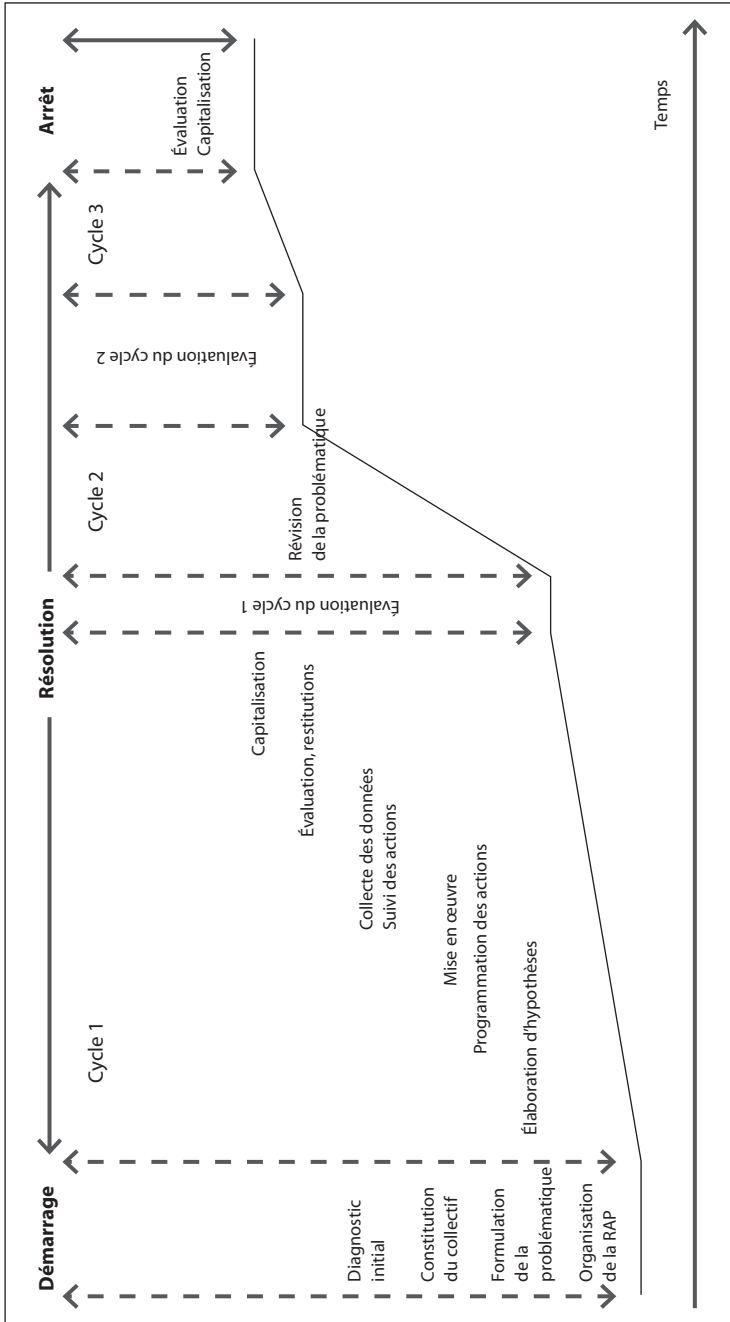 Démarrage
Résolution
Arrêt
Cycle 1
Cycle 2
Cycle 3
Diagnostic
initial
Constitution
du collectif
Formulation
de la
problématique
Organisation
de la RAP
Élaboration d'hypothèses
Programmation des actions
Mise en œuvre
Collecte des données
Suivi des actions
Évaluation, restitutions
Capitalisation
Évaluation du cycle 1
Révision
de la problématique
Évaluation du cycle 2
Évaluation
Capitalisation
Temps